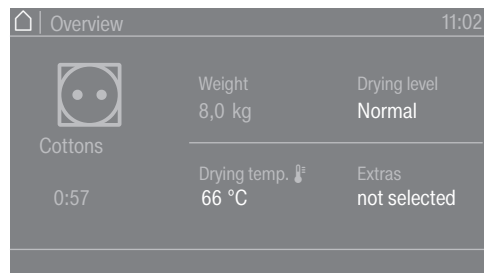 Overview
11:02
Weight
8,0 kg
Drying level
Normal
Cottons
0:57
Drying temp.
66 °C
Extras
not selected